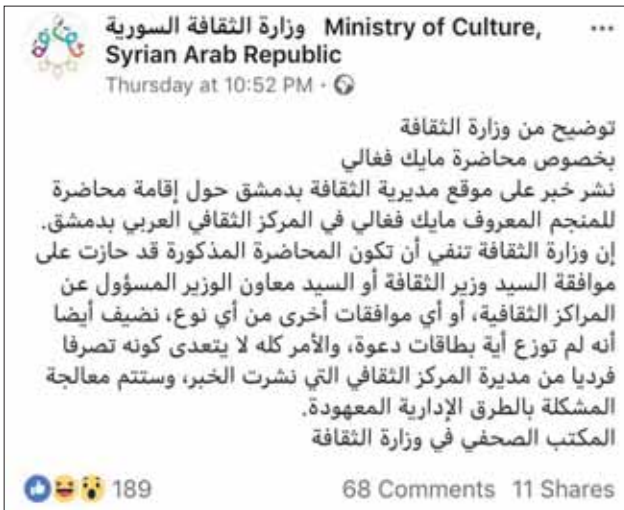 وزارة الثقافة السورية Ministry of Culture,
Syrian Arab Republic
Thursday at 10:52 PM ·
توضيح من وزارة الثقافة
بخصوص محاضرة مايك فغالي
نشر خبر على موقع مديرية الثقافة بدمشق حول إقامة محاضرة
للمنجم المعروف مايك فغالي في المركز الثقافي العربي بدمشق.
إن وزارة الثقافة تنفي أن تكون المحاضرة المذكورة قد حازت على
موافقة السيد وزير الثقافة أو السيد معاون الوزير المسؤول عن
المراكز الثقافية، أو أي موافقات أخرى من أي نوع، نضيف أيضا
أنه لم توزع أية بطاقات دعوة، والأمر كله لا يتعدى كونه تصرفا
فرديا من مديرة المركز الثقافي التي نشرت الخبر، وستتم معالجة
المشكلة بالطرق الإدارية المعهودة.
المكتب الصحفي في وزارة الثقافة
189 68 Comments 11 Shares